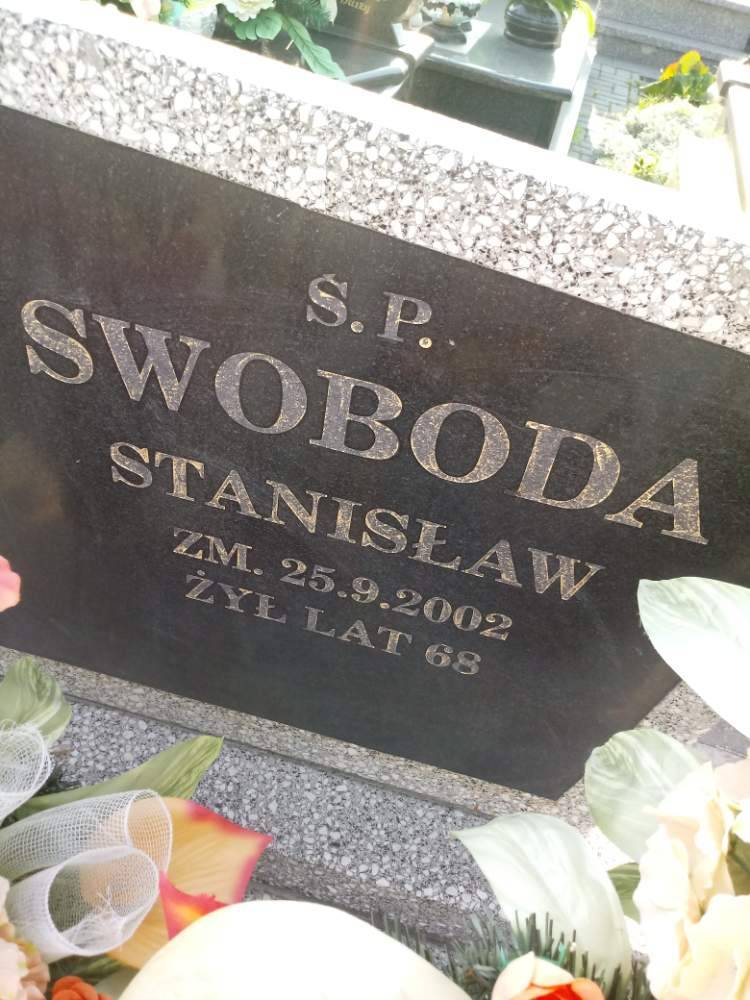 Ś.P.
SWOBODA
STANISŁAW
ZM. 25.9.2002
ŻYŁ LAT 68